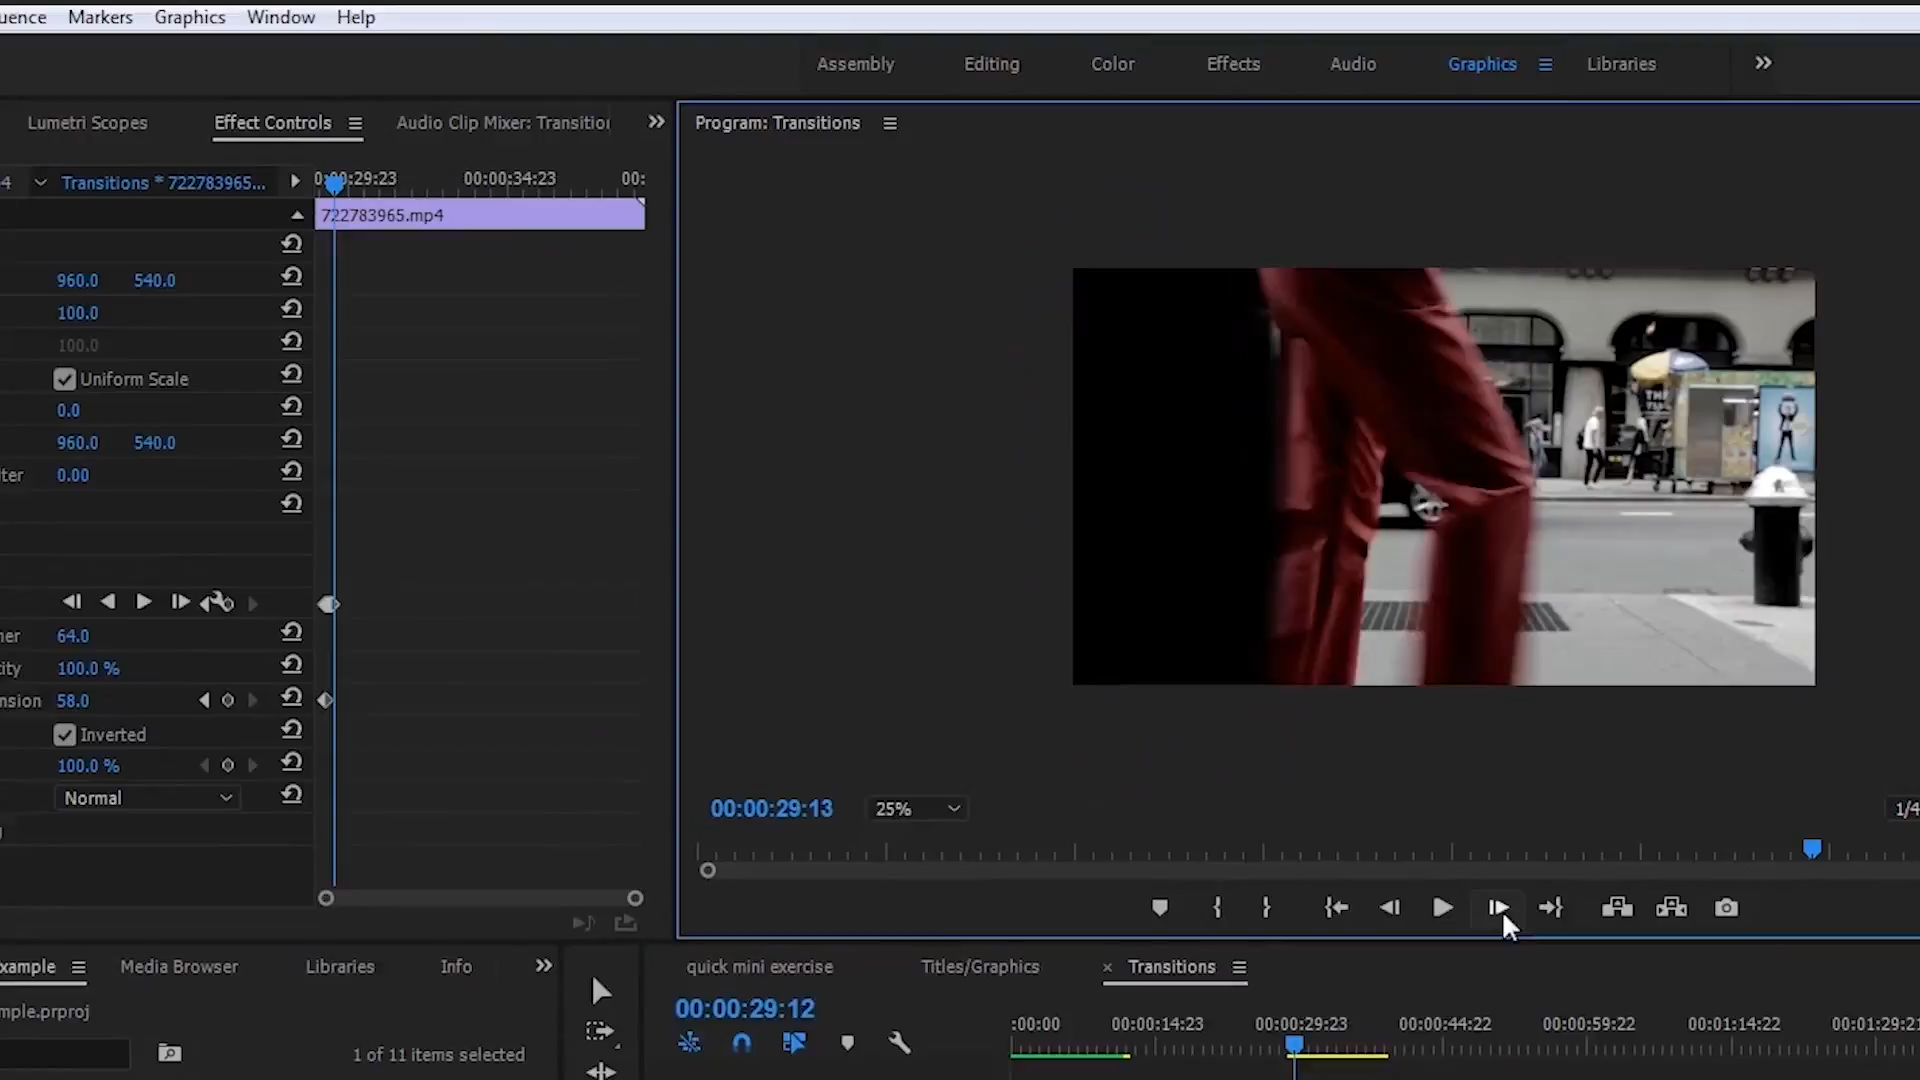 uence Markers Graphics Window Help
Assembly Editing Color Effects Audio Graphics Libraries
Lumetri Scopes Effect Controls Audio Clip Mixer: Transition
Program: Transitions
4 Transitions * 722783965...
0:00:29:23 00:00:34:23 00:
722783965.mp4
960.0 540.0
100.0
100.0
Uniform Scale
0.0
960.0 540.0
ter 0.00
her 64.0
ity 100.0 %
nsion 58.0
Inverted
100.0 %
Normal
00:00:29:13 25% 1/4
xample Media Browser Libraries Info
mple.prproj
1 of 11 items selected
quick mini exercise Titles/Graphics × Transitions
00:00:29:12
:00:00 00:00:14:23 00:00:29:23 00:00:44:22 00:00:59:22 00:01:14:22 00:01:29:21